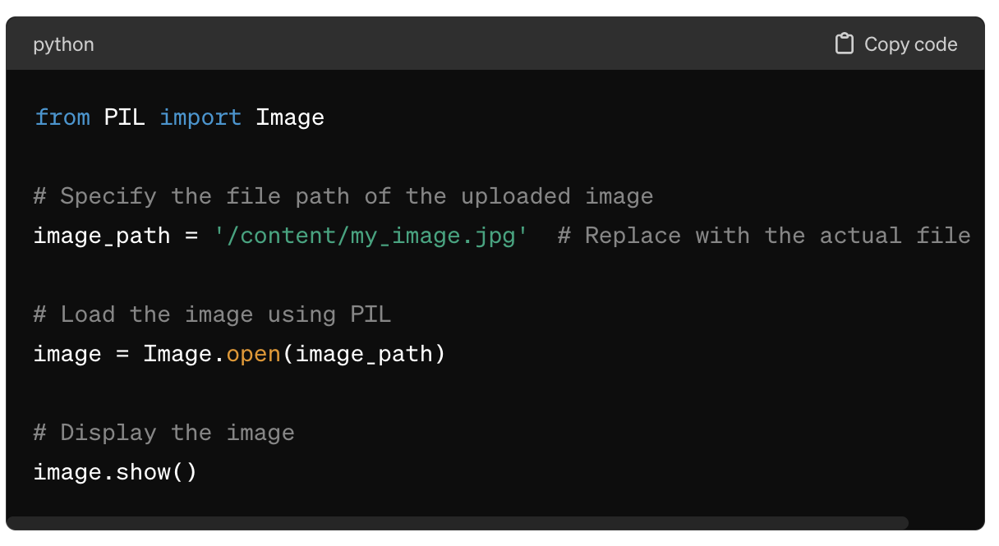 python
Copy code
from PIL import Image
# Specify the file path of the uploaded image
image_path = '/content/my_image.jpg'  # Replace with the actual file
# Load the image using PIL
image = Image.open(image_path)
# Display the image
image.show()